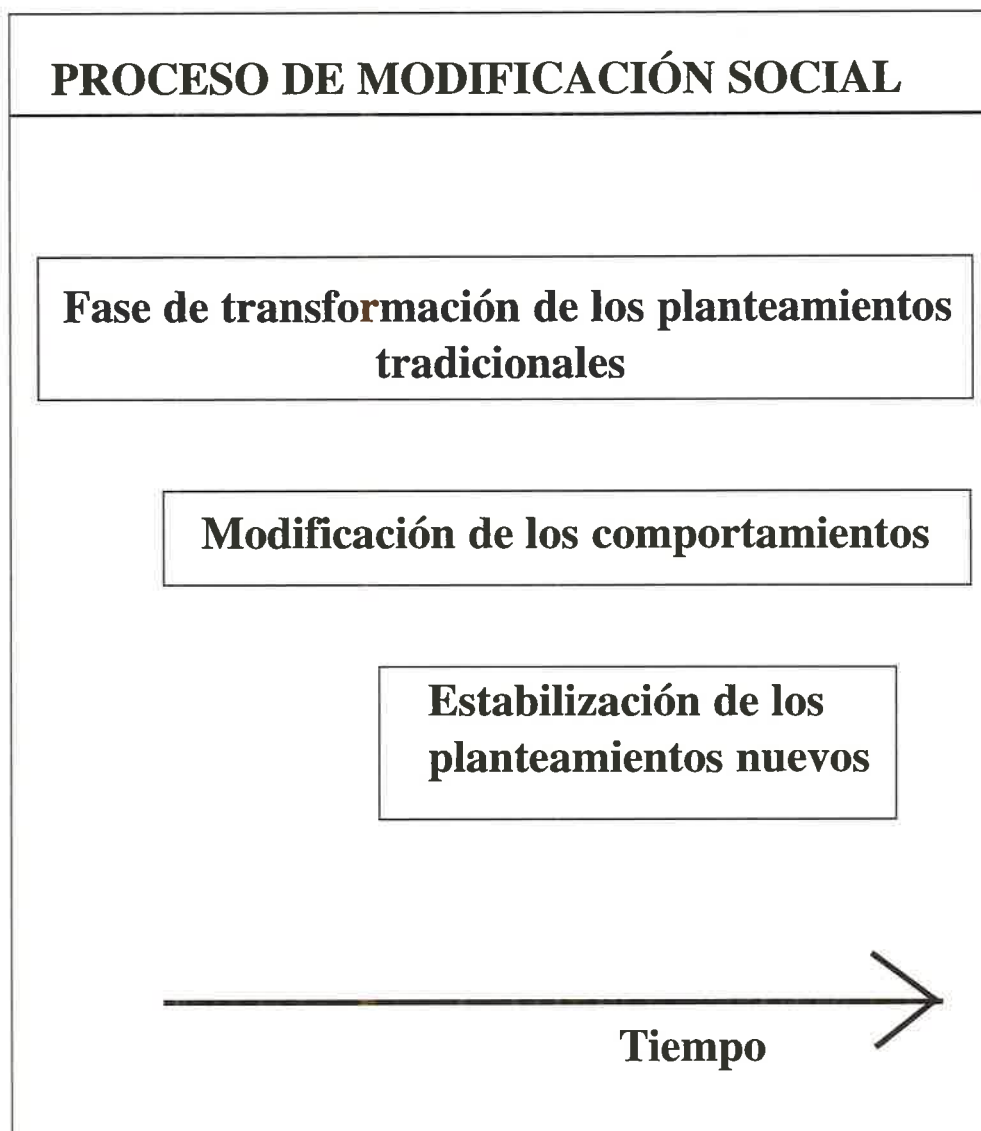 PROCESO DE MODIFICACIÓN SOCIAL
Fase de transformación de los planteamientos
tradicionales
Modificación de los comportamientos
Estabilización de los
planteamientos nuevos
Tiempo